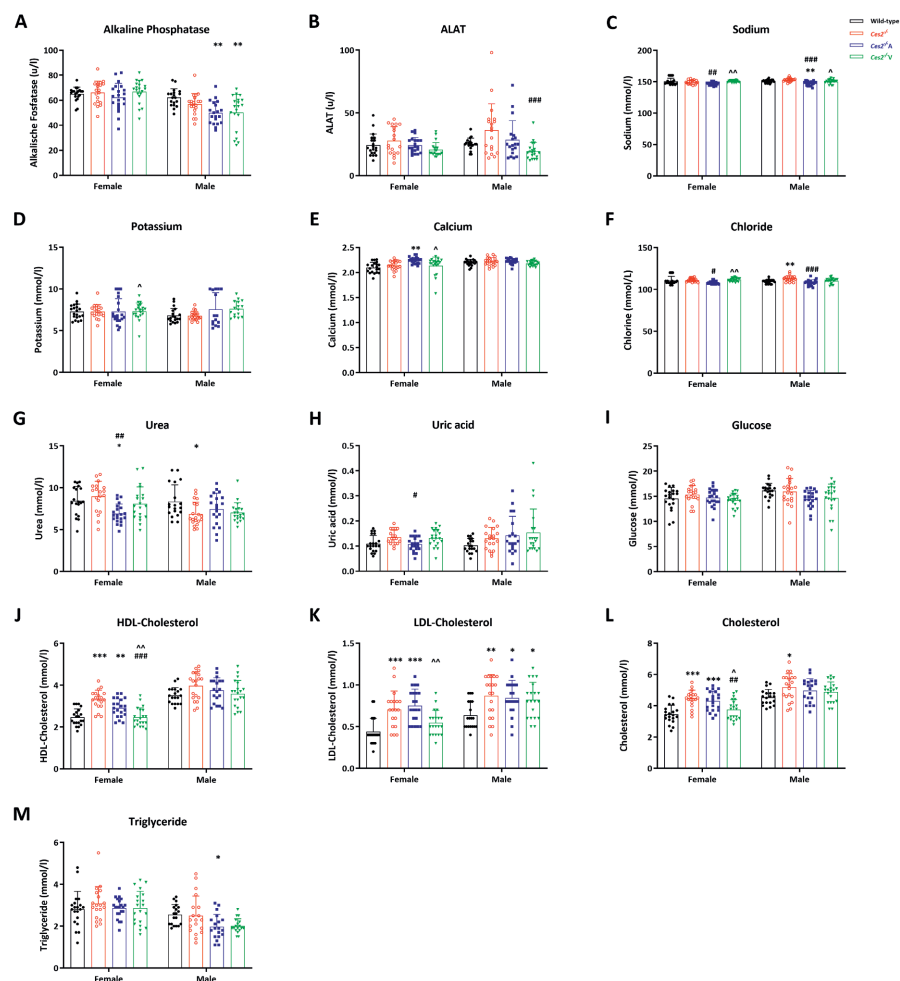 A
Alkaline Phosphatase
Alkalische Fosfatase (u/l)
100
80
60
40
20
0
** **
Female Male
B
ALAT
ALAT (u/l)
100
50
0
###
Female Male
C
Sodium
Sodium (mmol/l)
200
150
100
50
0
###
## ^^ ** ^
Female Male
Wild-type
D
Potassium
Potassium (mmol/l)
15
10
5
0
^
Female Male
E
Calcium
Calcium (mmol/l)
2.5
2.0
1.5
1.0
0.5
0.0
** ^
Female Male
F
Chloride
Chlorine (mmol/L)
150
100
50
0
# ^^ ** ###
Female Male
G
Urea
Urea (mmol/l)
15
10
5
0
##
* *
Female Male
H
Uric acid
Uric acid (mmol/l)
0.5
0.4
0.3
0.2
0.1
0.0
#
Female Male
I
Glucose
Glucose (mmol/l)
25
20
15
10
5
0
Female Male
J
HDL-Cholesterol
HDL-Cholesterol (mmol/l)
6
4
2
0
^^
*** ** ###
Female Male
K
LDL-Cholesterol
LDL-Cholesterol (mmol/l)
1.5
1.0
0.5
0.0
*** *** ^^ ** * *
Female Male
L
Cholesterol
Cholesterol (mmol/l)
8
6
4
2
0
^
*** *** ## *
Female Male
M
Triglyceride
Triglyceride (mmol/l)
6
4
2
0
*
Female Male